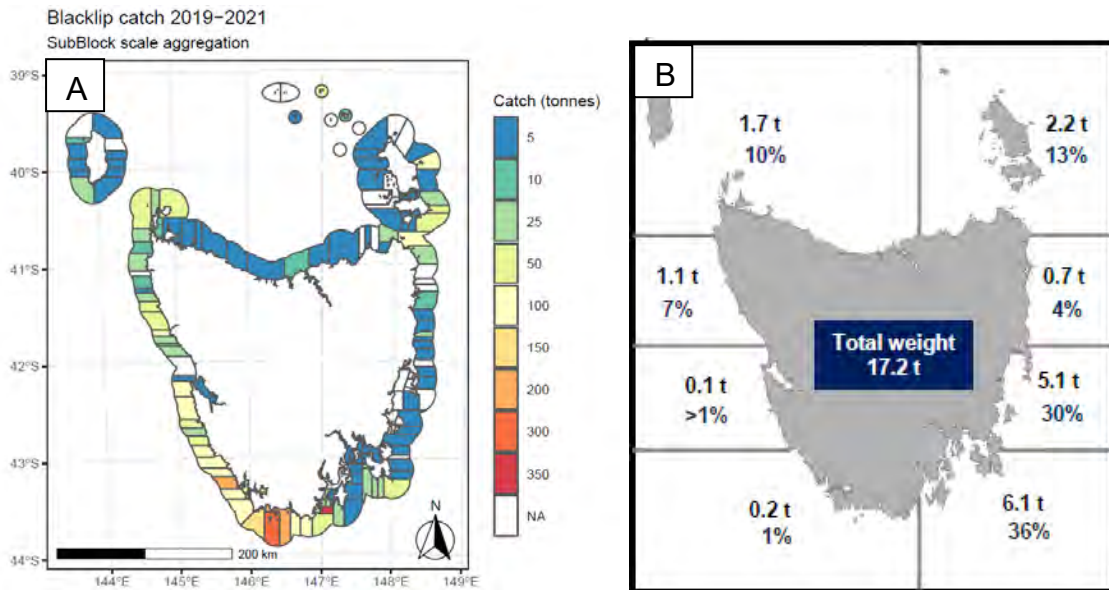 Blacklip catch 2019−2021
SubBlock scale aggregation
A
39°S
40°S
41°S
42°S
43°S
44°S
144°E
145°E
146°E
147°E
148°E
149°E
200 km
N
Catch (tonnes)
5
10
25
50
100
150
200
300
350
NA
B
1.7 t
10%
2.2 t
13%
1.1 t
7%
0.7 t
4%
Total weight
17.2 t
0.1 t
>1%
5.1 t
30%
0.2 t
1%
6.1 t
36%